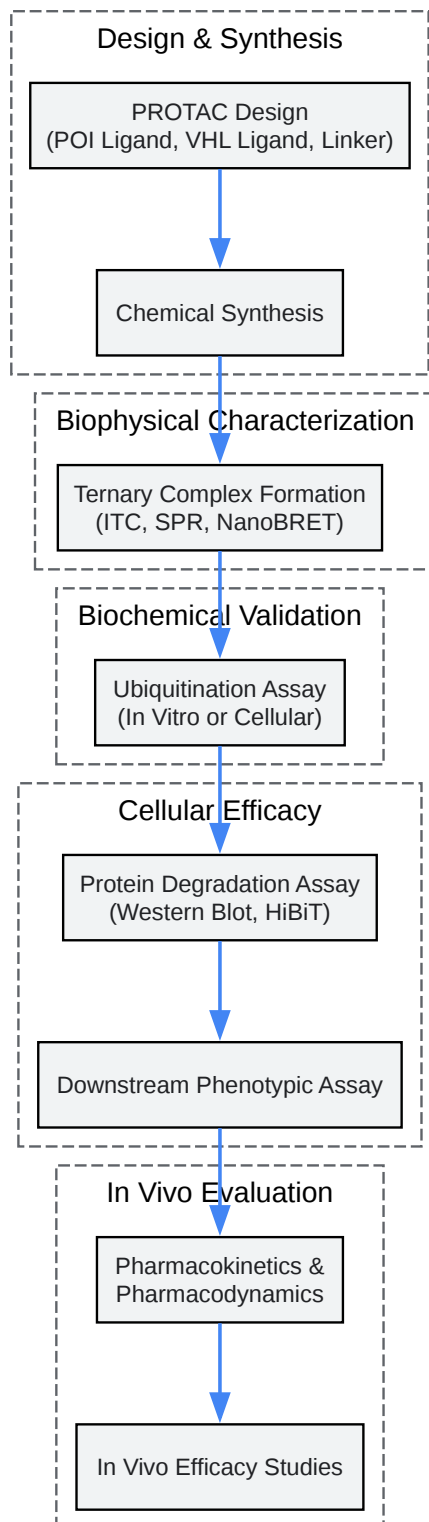 Design & Synthesis
PROTAC Design
(POI Ligand, VHL Ligand, Linker)
Chemical Synthesis
Biophysical Characterization
Ternary Complex Formation
(ITC, SPR, NanoBRET)
Biochemical Validation
Ubiquitination Assay
(In Vitro or Cellular)
Cellular Efficacy
Protein Degradation Assay
(Western Blot, HiBiT)
Downstream Phenotypic Assay
In Vivo Evaluation
Pharmacokinetics &
Pharmacodynamics
In Vivo Efficacy Studies